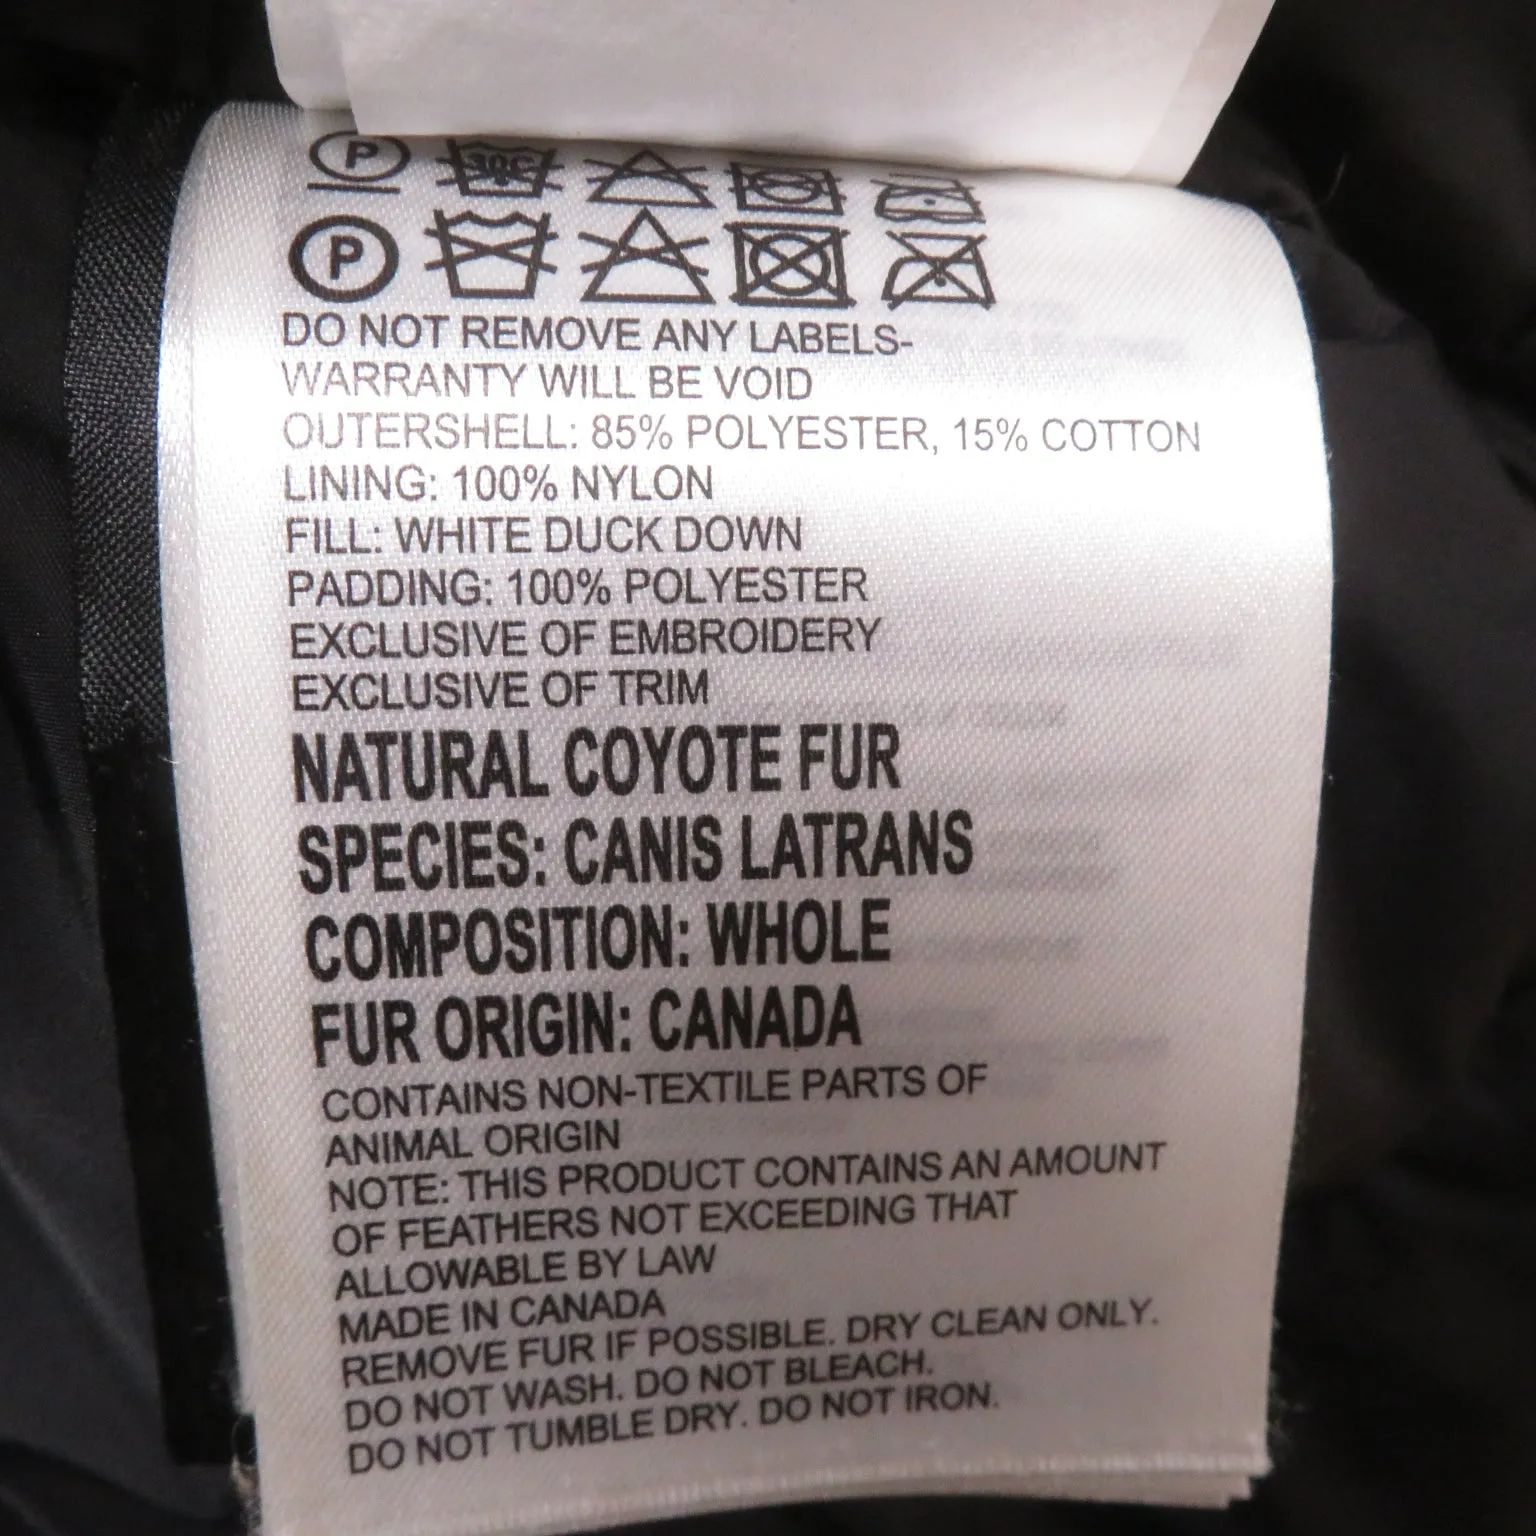 P 30C
P
DO NOT REMOVE ANY LABELS-
WARRANTY WILL BE VOID
OUTERSHELL: 85% POLYESTER, 15% COTTON
LINING: 100% NYLON
FILL: WHITE DUCK DOWN
PADDING: 100% POLYESTER
EXCLUSIVE OF EMBROIDERY
EXCLUSIVE OF TRIM
NATURAL COYOTE FUR
SPECIES: CANIS LATRANS
COMPOSITION: WHOLE
FUR ORIGIN: CANADA
CONTAINS NON-TEXTILE PARTS OF
ANIMAL ORIGIN
NOTE: THIS PRODUCT CONTAINS AN AMOUNT
OF FEATHERS NOT EXCEEDING THAT
ALLOWABLE BY LAW
MADE IN CANADA
REMOVE FUR IF POSSIBLE. DRY CLEAN ONLY.
DO NOT WASH. DO NOT BLEACH.
DO NOT TUMBLE DRY. DO NOT IRON.